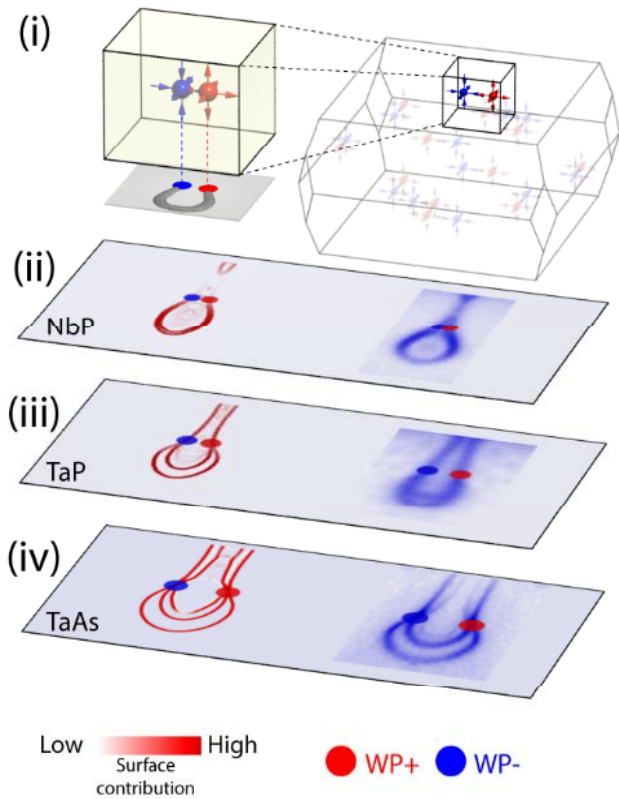 (i)
(ii)
NbP
(iii)
TaP
(iv)
TaAs
Low High
Surface
contribution
WP+ WP-